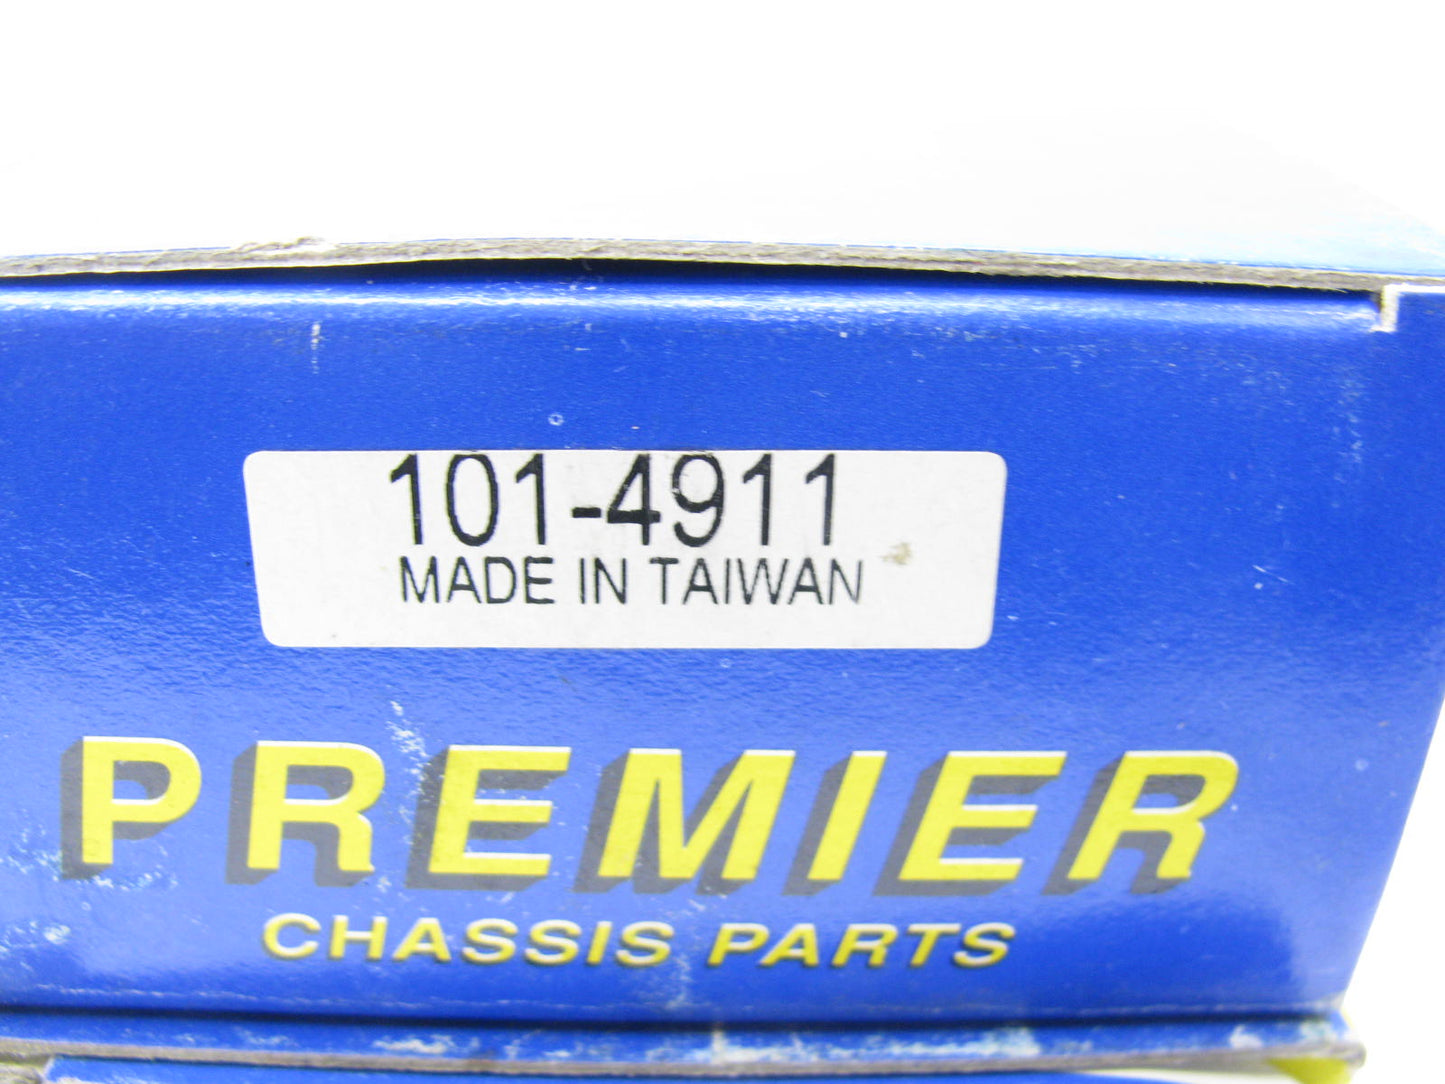 101-4911
MADE IN TAIWAN
PREMIER
CHASSIS PARTS